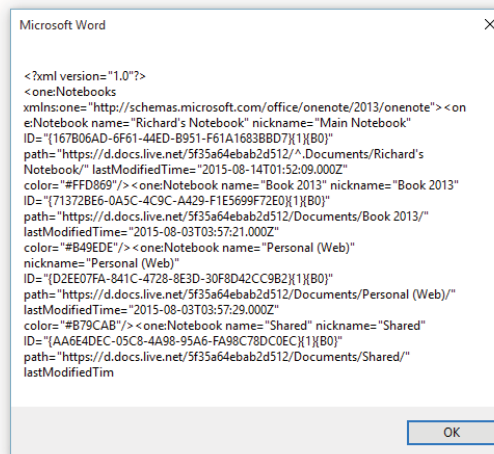 Microsoft Word
<?xml version="1.0"?>
<one:Notebooks
xmlns:one="http://schemas.microsoft.com/office/onenote/2013/onenote"><on
e:Notebook name="Richard's Notebook" nickname="Main Notebook"
ID="{167B06AD-6F61-44ED-B951-F61A1683BBD7}{1}{B0}"
path="https://d.docs.live.net/5f35a64ebab2d512/^.Documents/Richard's
Notebook/" lastModifiedTime="2015-08-14T01:52:09.000Z"
color="#FFD869"/><one:Notebook name="Book 2013" nickname="Book 2013"
ID="{71372BE6-0A5C-4C9C-A429-F1E5699F72E0}{1}{B0}"
path="https://d.docs.live.net/5f35a64ebab2d512/Documents/Book 2013/"
lastModifiedTime="2015-08-03T03:57:21.000Z"
color="#B49EDE"/><one:Notebook name="Personal (Web)"
nickname="Personal (Web)"
ID="{D2EE07FA-841C-4728-8E3D-30F8D42CC9B2}{1}{B0}"
path="https://d.docs.live.net/5f35a64ebab2d512/Documents/Personal (Web)/"
lastModifiedTime="2015-08-03T03:57:29.000Z"
color="#B79CAB"/><one:Notebook name="Shared" nickname="Shared"
ID="{AA6E4DEC-05C8-4A98-95A6-FA98C78DC0EC}{1}{B0}"
path="https://d.docs.live.net/5f35a64ebab2d512/Documents/Shared/"
lastModifiedTim
OK